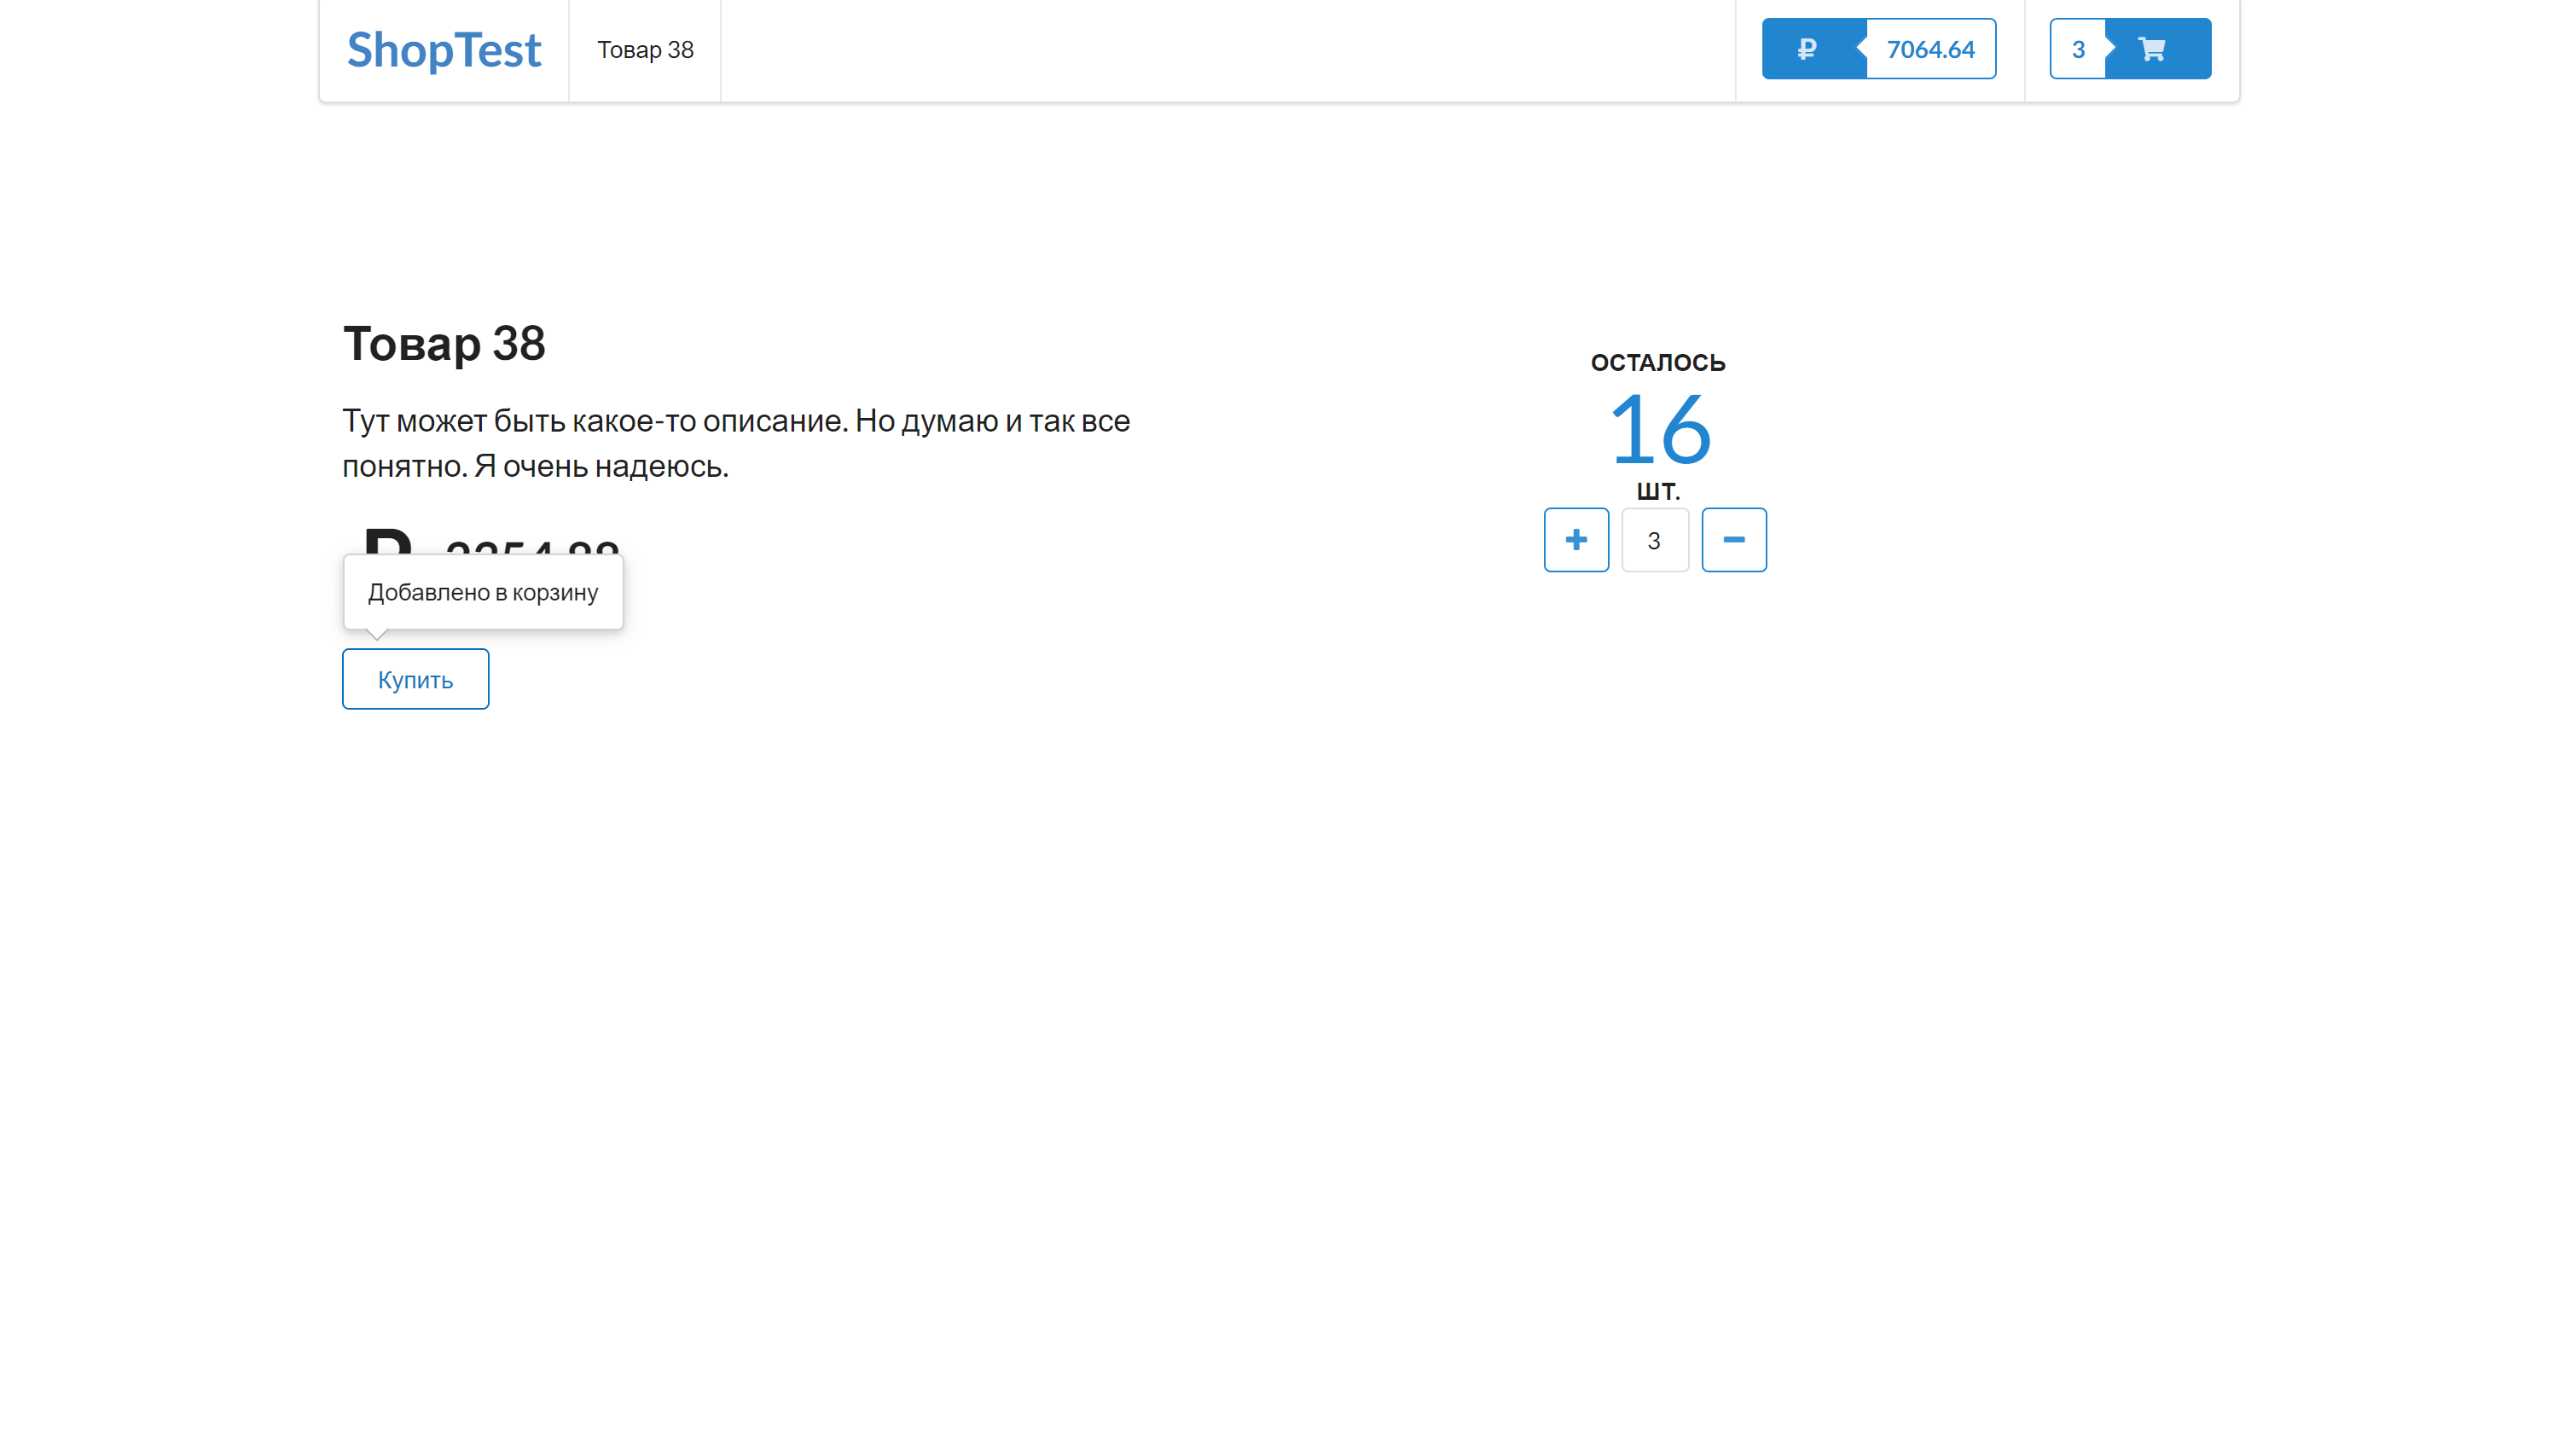 ShopTest
Товар 38
₽ 7064.64
3
Товар 38
Тут может быть какое-то описание. Но думаю и так все
понятно. Я очень надеюсь.
Добавлено в корзину
Купить
ОСТАЛОСЬ
16
ШТ.
+ 3 −